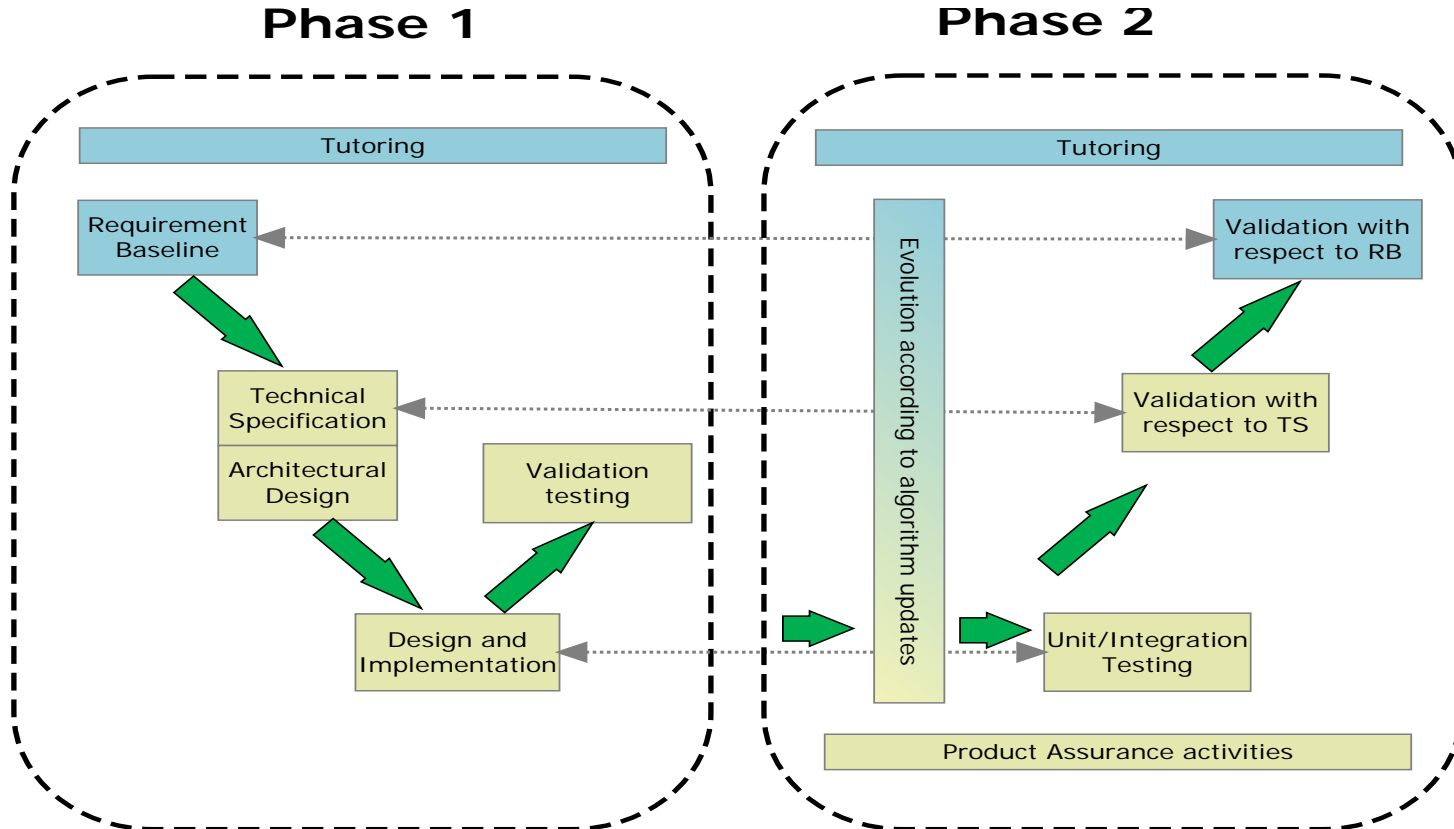 Phase 1
Phase 2
Tutoring
Tutoring
Requirement
Baseline
Validation with
respect to RB
Evolution according to algorithm updates
Technical
Specification
Validation with
respect to TS
Architectural
Design
Validation
testing
Design and
Implementation
Unit/Integration
Testing
Product Assurance activities